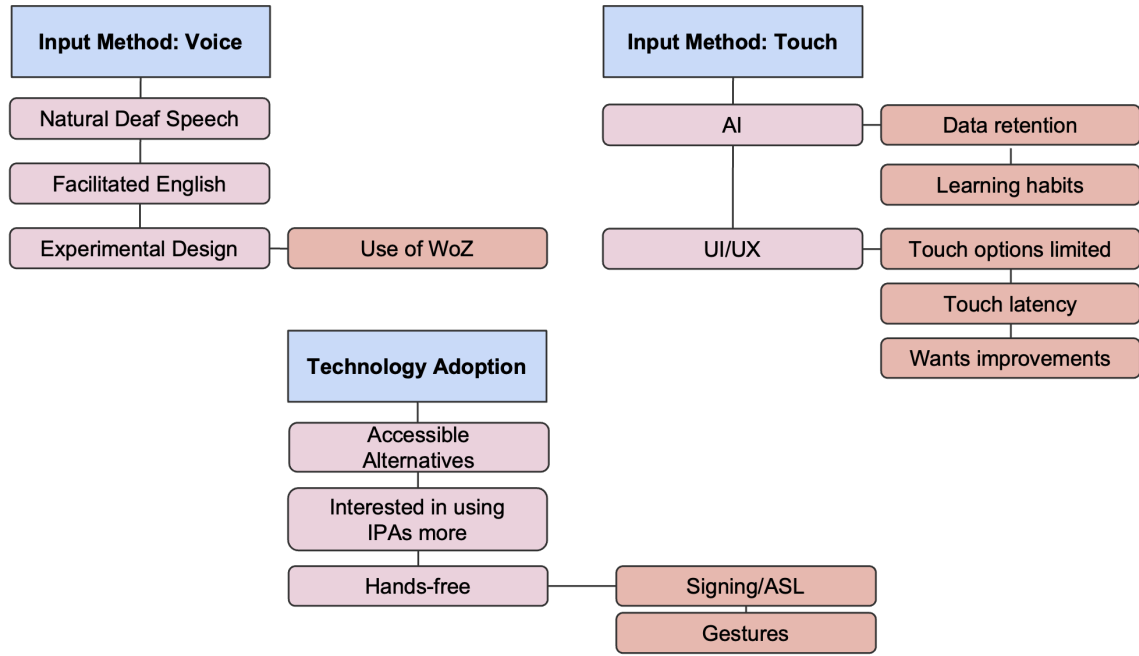 Input Method: Voice
Natural Deaf Speech
Facilitated English
Experimental Design
Use of WoZ
Input Method: Touch
AI
Data retention
Learning habits
UI/UX
Touch options limited
Touch latency
Wants improvements
Technology Adoption
Accessible
Alternatives
Interested in using
IPAs more
Hands-free
Signing/ASL
Gestures